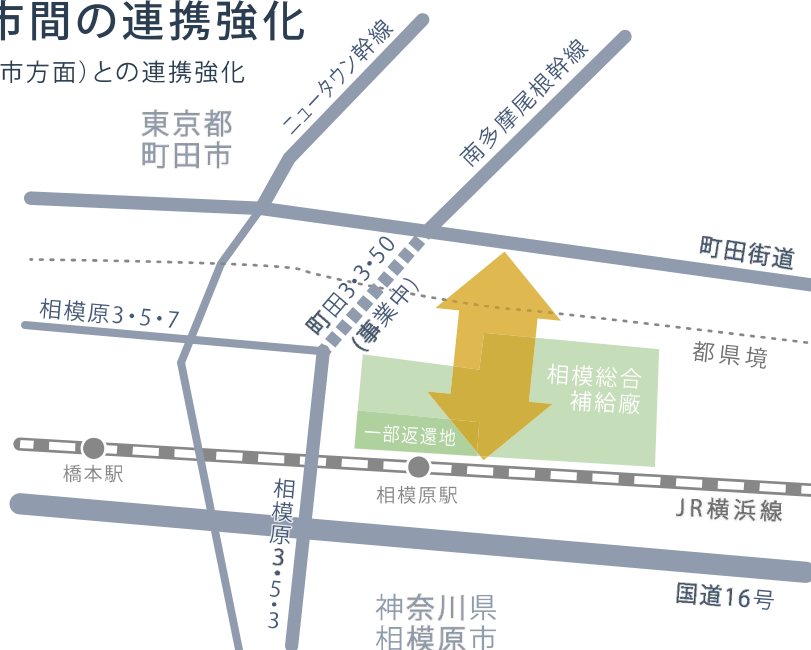 市間の連携強化
市方面）との連携強化
ニュータウン幹線
南多摩尾根幹線
東京都
町田市
町田街道
町田3・3・50
(事業中)
相模原3・5・7
都県境
相模総合
補給廠
一部返還地
橋本駅
相模原駅
JR横浜線
相模原3・5・3
国道16号
神奈川県
相模原市